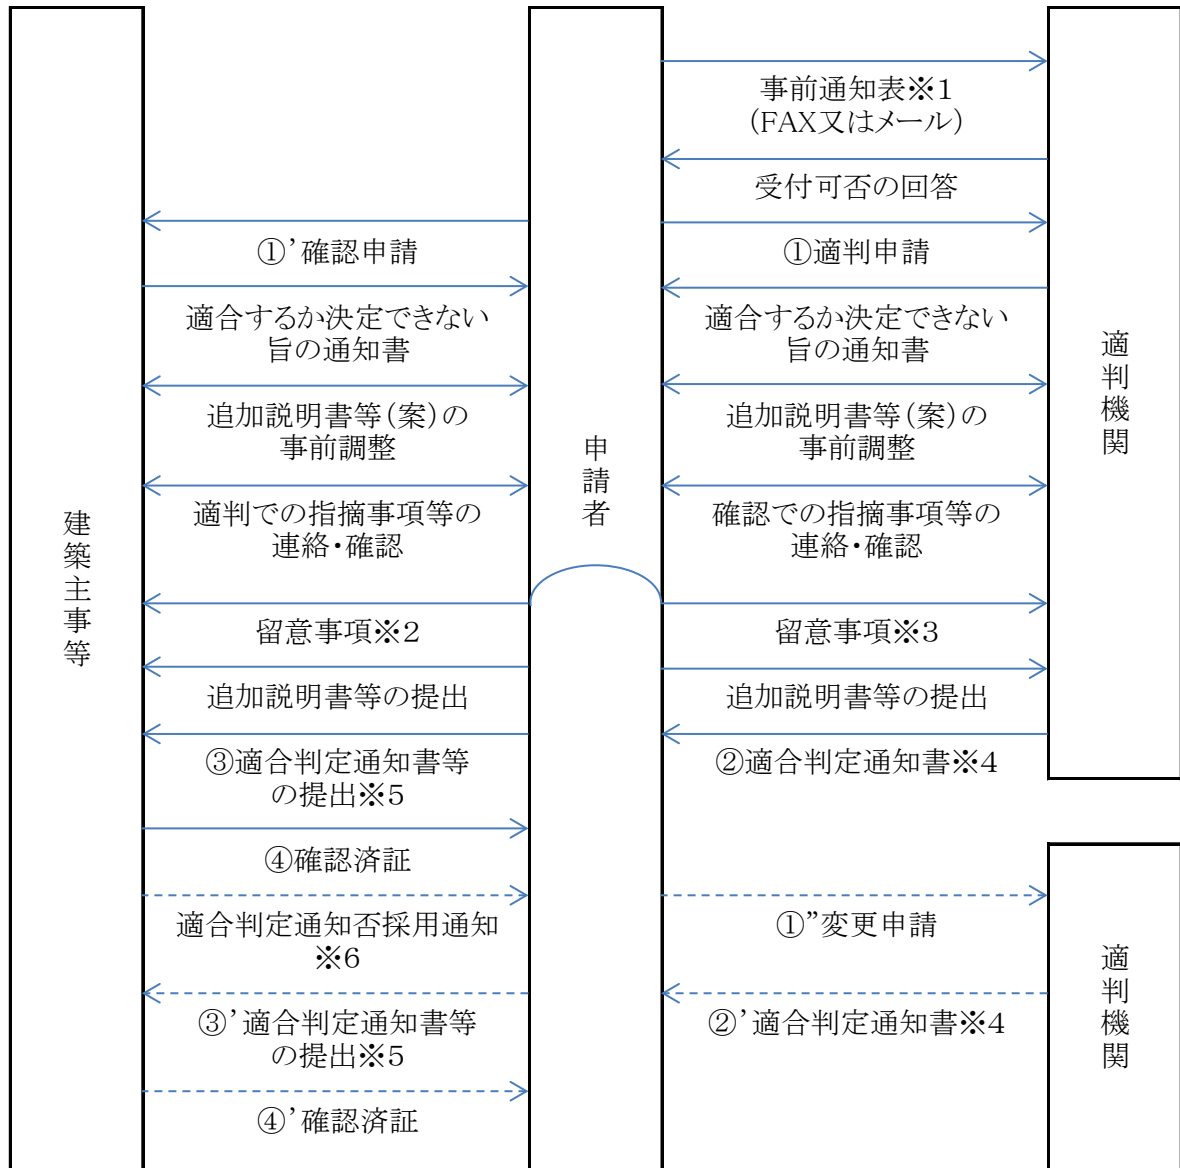 事前通知表※1
(FAX又はメール)
受付可否の回答
①’確認申請
①適判申請
適合するか決定できない
旨の通知書
適合するか決定できない
旨の通知書
追加説明書等(案)の
事前調整
追加説明書等(案)の
事前調整
適判での指摘事項等の
連絡・確認
確認での指摘事項等の
連絡・確認
建築主事等
申請者
適判機関
留意事項※2
留意事項※3
追加説明書等の提出
追加説明書等の提出
③適合判定通知書等
の提出※5
②適合判定通知書※4
④確認済証
適合判定通知否採用通知
※6
①”変更申請
③’適合判定通知書等
の提出※5
②’適合判定通知書※4
適判機関
④’確認済証